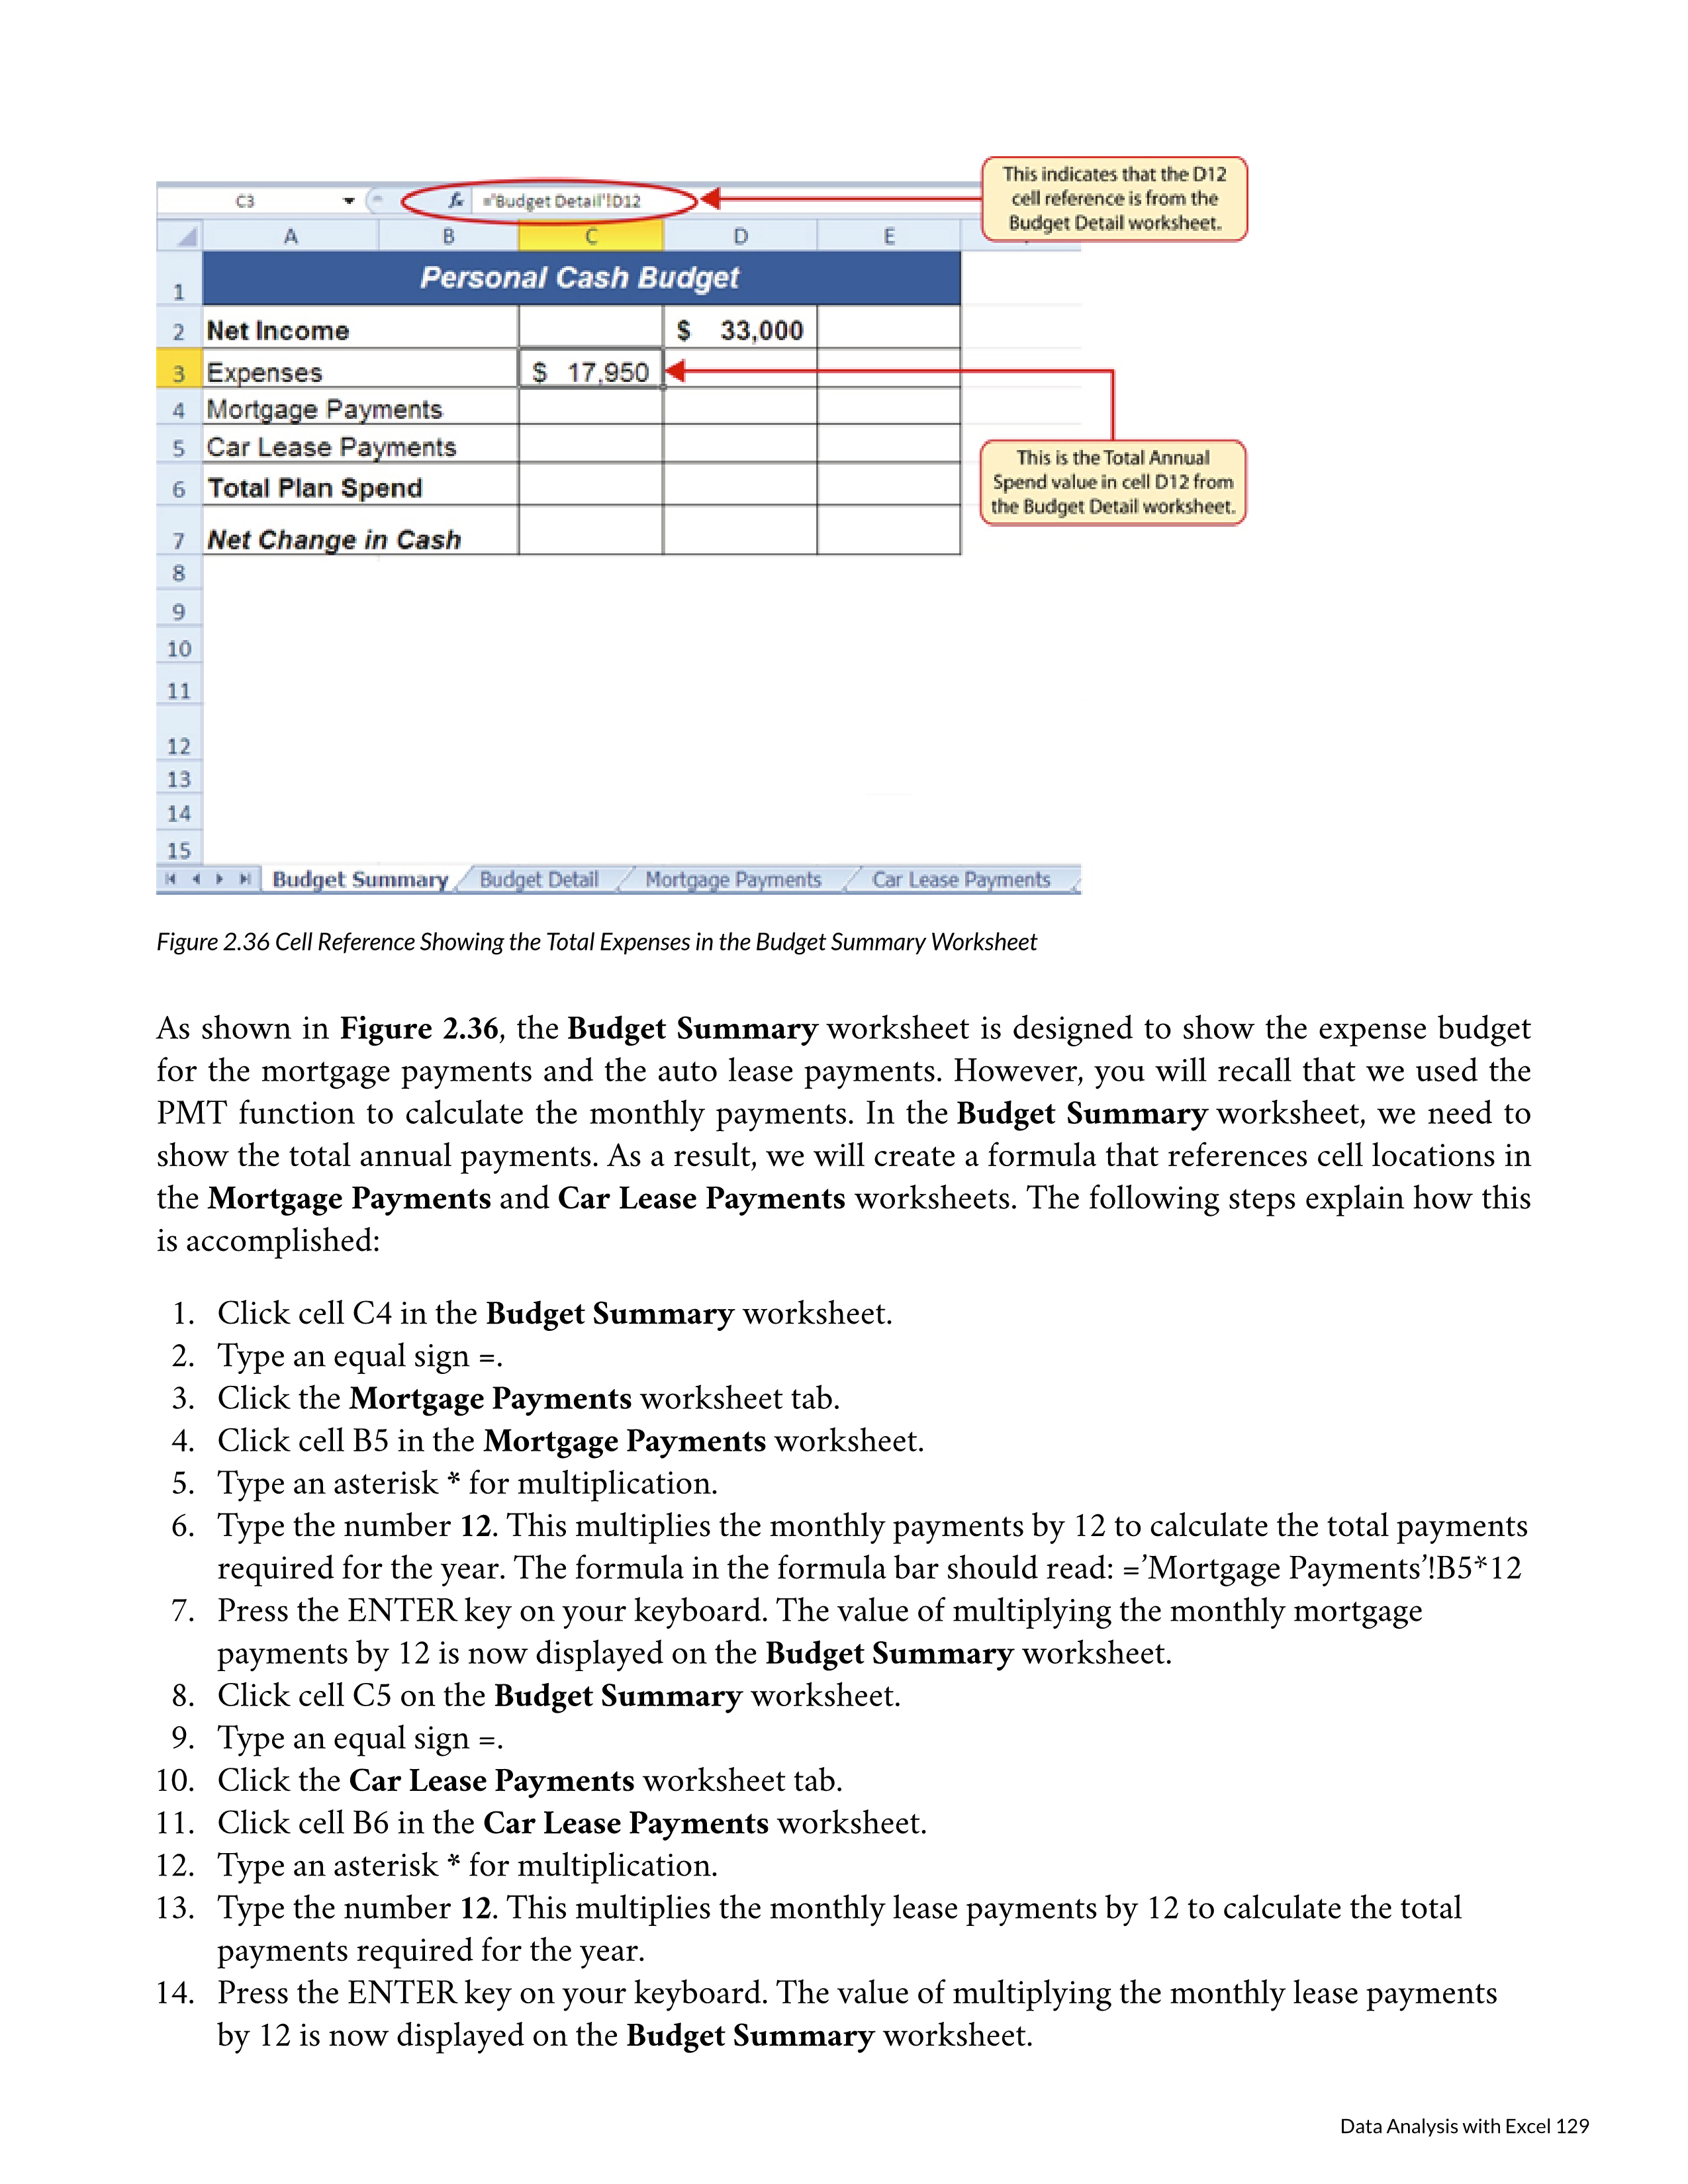 This indicates that the D12
cell reference is from the
Budget Detail worksheet.
C3 fx ='Budget Detail'!D12
A B C D E
1 Personal Cash Budget
2 Net Income $ 33,000
3 Expenses $ 17,950
4 Mortgage Payments
5 Car Lease Payments
6 Total Plan Spend
7 Net Change in Cash
This is the Total Annual
Spend value in cell D12 from
the Budget Detail worksheet.
8
9
10
11
12
13
14
15
Budget Summary Budget Detail Mortgage Payments Car Lease Payments
Figure 2.36 Cell Reference Showing the Total Expenses in the Budget Summary Worksheet
As shown in Figure 2.36, the Budget Summary worksheet is designed to show the expense budget
for the mortgage payments and the auto lease payments. However, you will recall that we used the
PMT function to calculate the monthly payments. In the Budget Summary worksheet, we need to
show the total annual payments. As a result, we will create a formula that references cell locations in
the Mortgage Payments and Car Lease Payments worksheets. The following steps explain how this
is accomplished:
1. Click cell C4 in the Budget Summary worksheet.
2. Type an equal sign =.
3. Click the Mortgage Payments worksheet tab.
4. Click cell B5 in the Mortgage Payments worksheet.
5. Type an asterisk * for multiplication.
6. Type the number 12. This multiplies the monthly payments by 12 to calculate the total payments
required for the year. The formula in the formula bar should read: =’Mortgage Payments’!B5*12
7. Press the ENTER key on your keyboard. The value of multiplying the monthly mortgage
payments by 12 is now displayed on the Budget Summary worksheet.
8. Click cell C5 on the Budget Summary worksheet.
9. Type an equal sign =.
10. Click the Car Lease Payments worksheet tab.
11. Click cell B6 in the Car Lease Payments worksheet.
12. Type an asterisk * for multiplication.
13. Type the number 12. This multiplies the monthly lease payments by 12 to calculate the total
payments required for the year.
14. Press the ENTER key on your keyboard. The value of multiplying the monthly lease payments
by 12 is now displayed on the Budget Summary worksheet.
Data Analysis with Excel 129